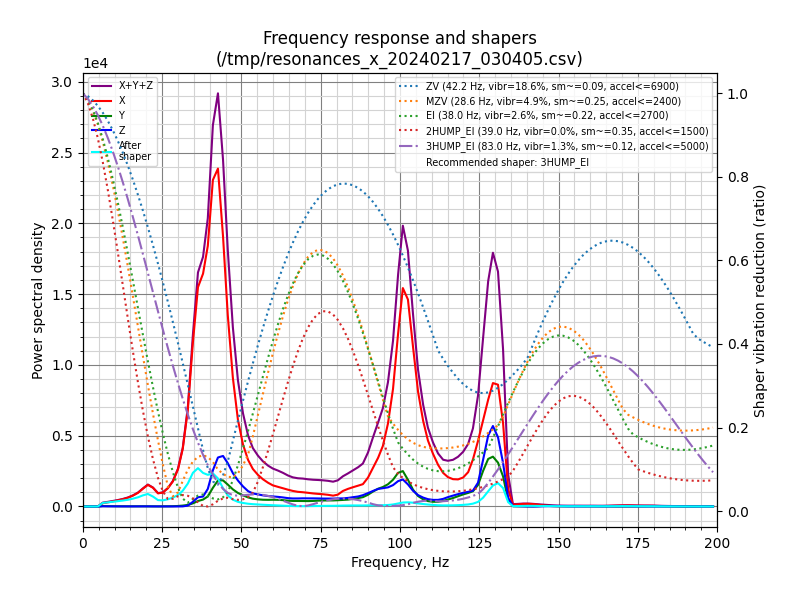 Frequency response and shapers
(/tmp/resonances_x_20240217_030405.csv)
1e4
X+Y+Z
X
Y
Z
After
shaper
ZV (42.2 Hz, vibr=18.6%, sm~=0.09, accel<=6900)
MZV (28.6 Hz, vibr=4.9%, sm~=0.25, accel<=2400)
EI (38.0 Hz, vibr=2.6%, sm~=0.22, accel<=2700)
2HUMP_EI (39.0 Hz, vibr=0.0%, sm~=0.35, accel<=1500)
3HUMP_EI (83.0 Hz, vibr=1.3%, sm~=0.12, accel<=5000)
Recommended shaper: 3HUMP_EI
3.0
2.5
2.0
1.5
1.0
0.5
0.0
Power spectral density
1.0
0.8
0.6
0.4
0.2
0.0
Shaper vibration reduction (ratio)
0 25 50 75 100 125 150 175 200
Frequency, Hz